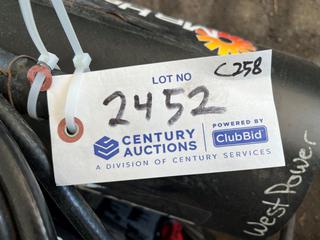 LOT NO
C258
2452
CENTURY
AUCTIONS
POWERED BY
ClubBid
A DIVISION OF CENTURY SERVICES
West Power